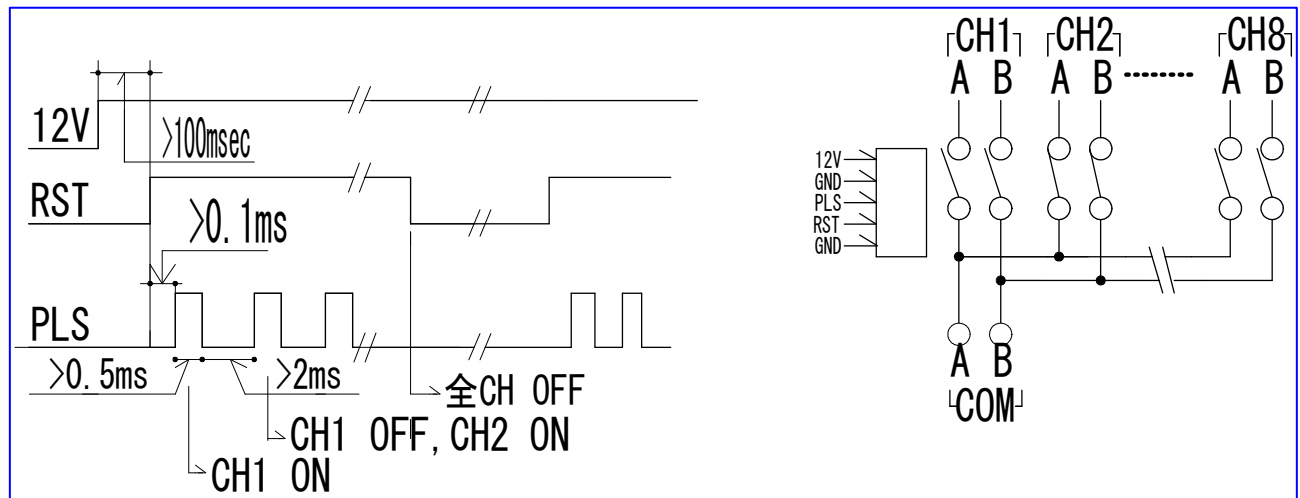 12V
>100msec
RST
>0.1ms
PLS
>0.5ms
>2ms
全CH OFF
CH1 OFF,CH2 ON
CH1 ON
CH1 CH2 CH8
A B A B ········ A B
12V
GND
PLS
RST
GND
A B
COM